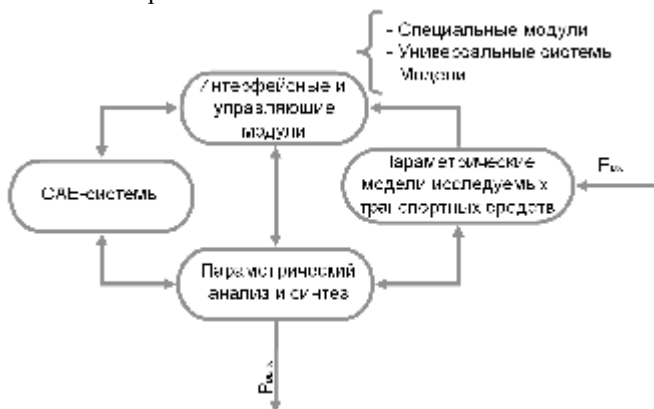 - Специальные модули
- Универсальные системы
Модели
Интерфейсные и
управляющие
модули
Параметрические
модели исследуемых
транспортных средств
CAE-системы
Параметрический
анализ и синтез